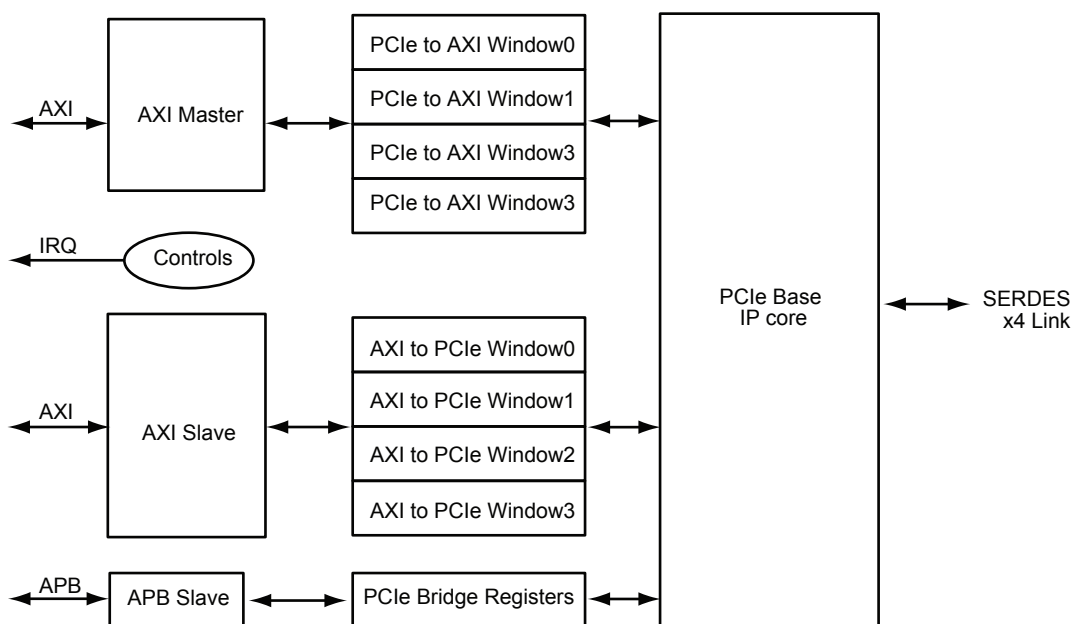 PCIe to AXI Window0
PCIe to AXI Window1
PCIe to AXI Window3
PCIe to AXI Window3
AXI
AXI Master
IRQ
Controls
PCIe Base
IP core
SERDES
x4 Link
AXI to PCIe Window0
AXI to PCIe Window1
AXI to PCIe Window2
AXI to PCIe Window3
AXI
AXI Slave
APB
APB Slave
PCIe Bridge Registers